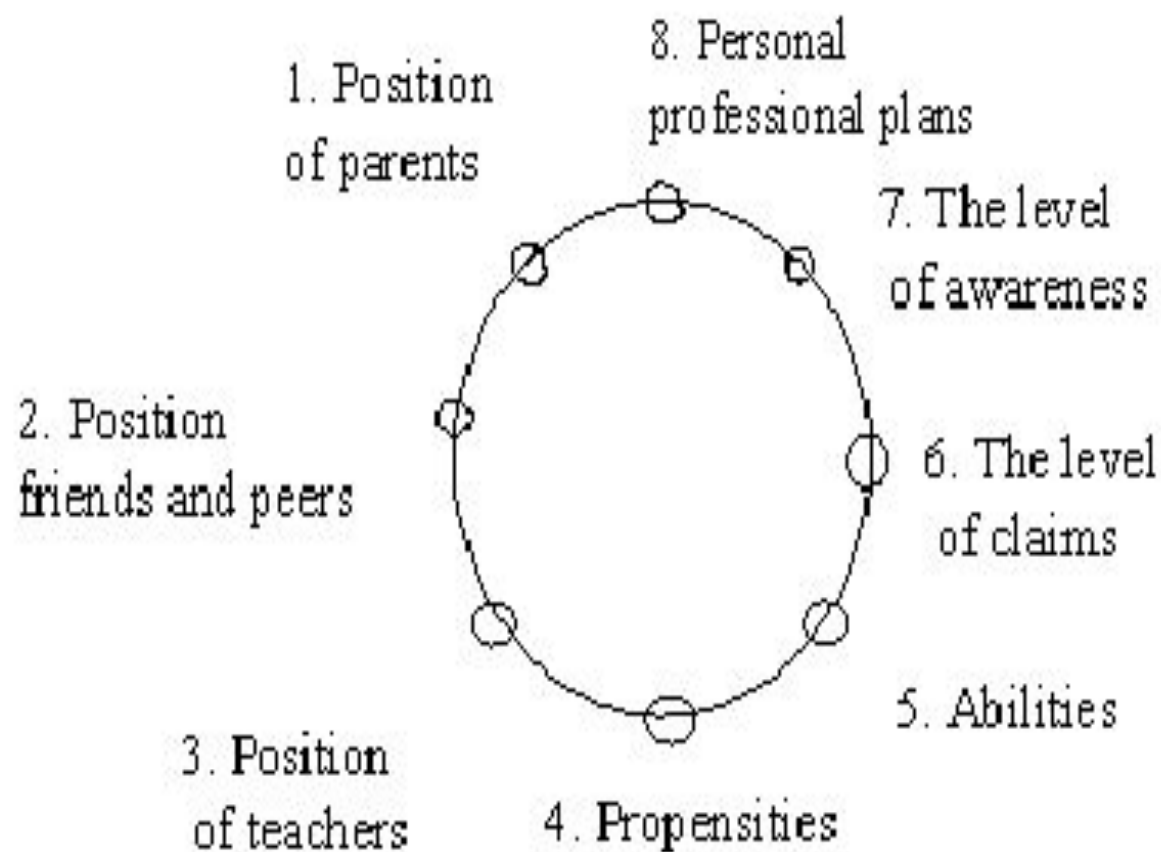 1. Position
of parents
2. Position
friends and peers
3. Position
of teachers
4. Propensities
5. Abilities
6. The level
of claims
7. The level
of awareness
8. Personal
professional plans